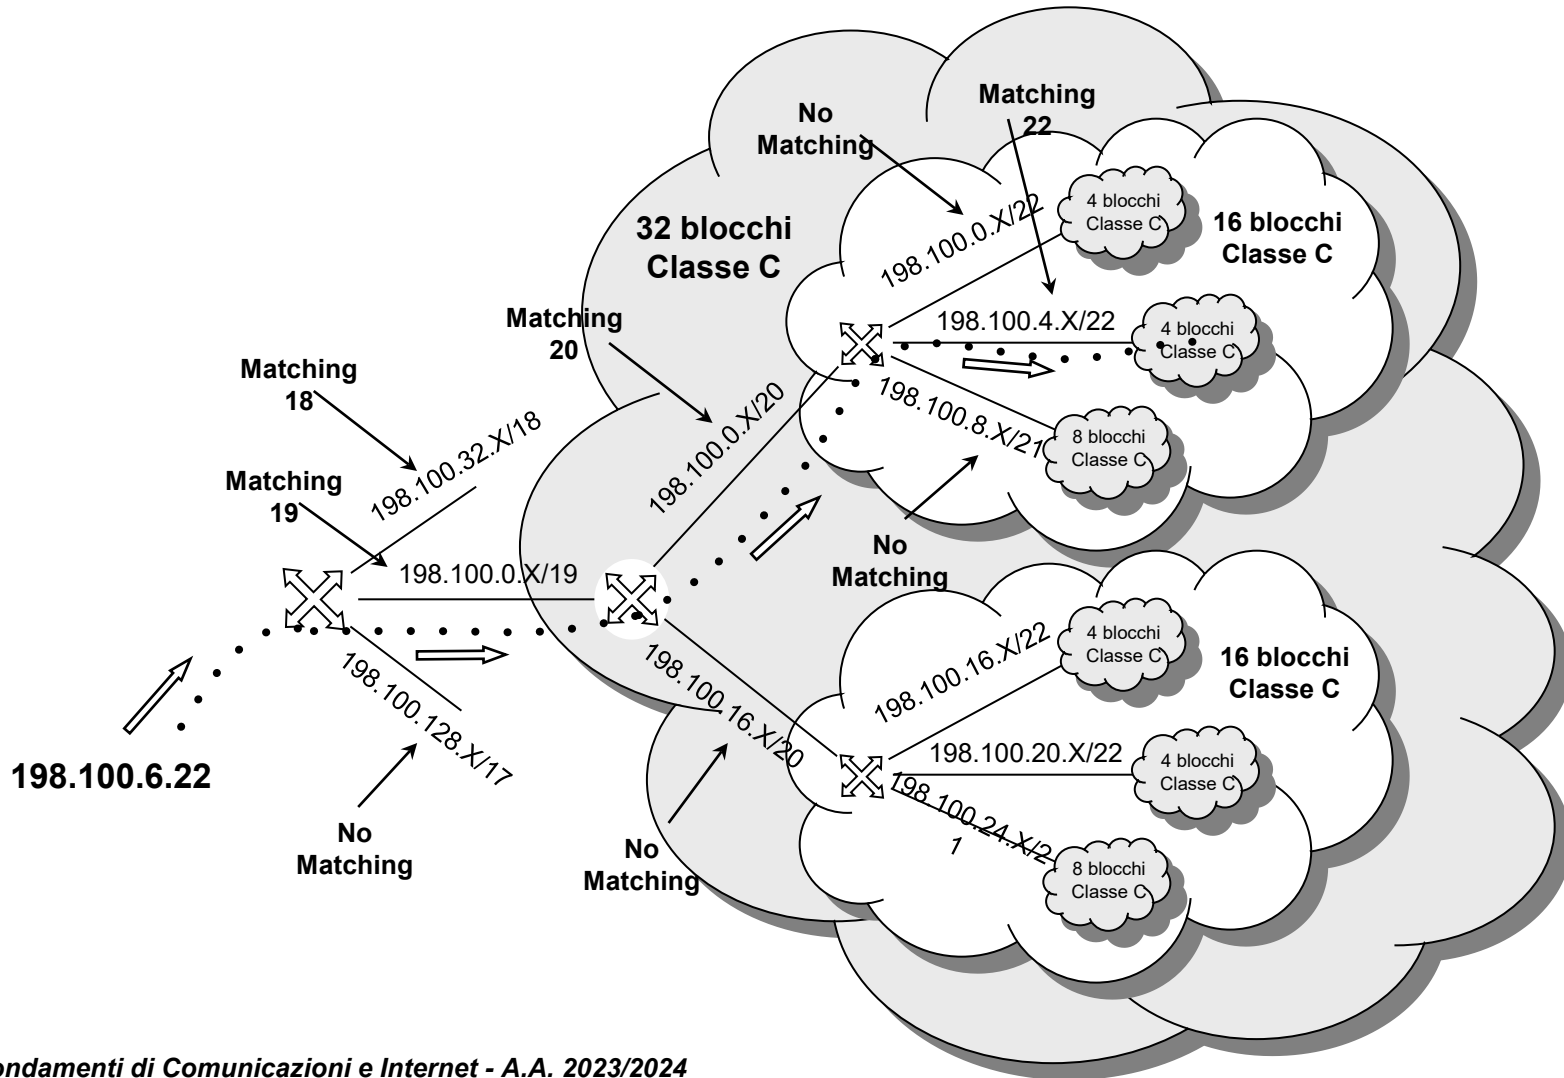 Matching
22
No
Matching
4 blocchi
Classe C
32 blocchi
Classe C
16 blocchi
Classe C
198.100.0.X/22
Matching
20
198.100.4.X/22
4 blocchi
Classe C
Matching
18
198.100.0.X/20
198.100.8.X/21
8 blocchi
Classe C
198.100.32.X/18
Matching
19
No
Matching
198.100.0.X/19
4 blocchi
Classe C
198.100.16.X/22
16 blocchi
Classe C
198.100.128.X/17
198.100.16.X/20
198.100.20.X/22
4 blocchi
Classe C
198.100.6.22
198.100.24.X/2
1
No
Matching
No
Matching
8 blocchi
Classe C
ondamenti di Comunicazioni e Internet - A.A. 2023/2024